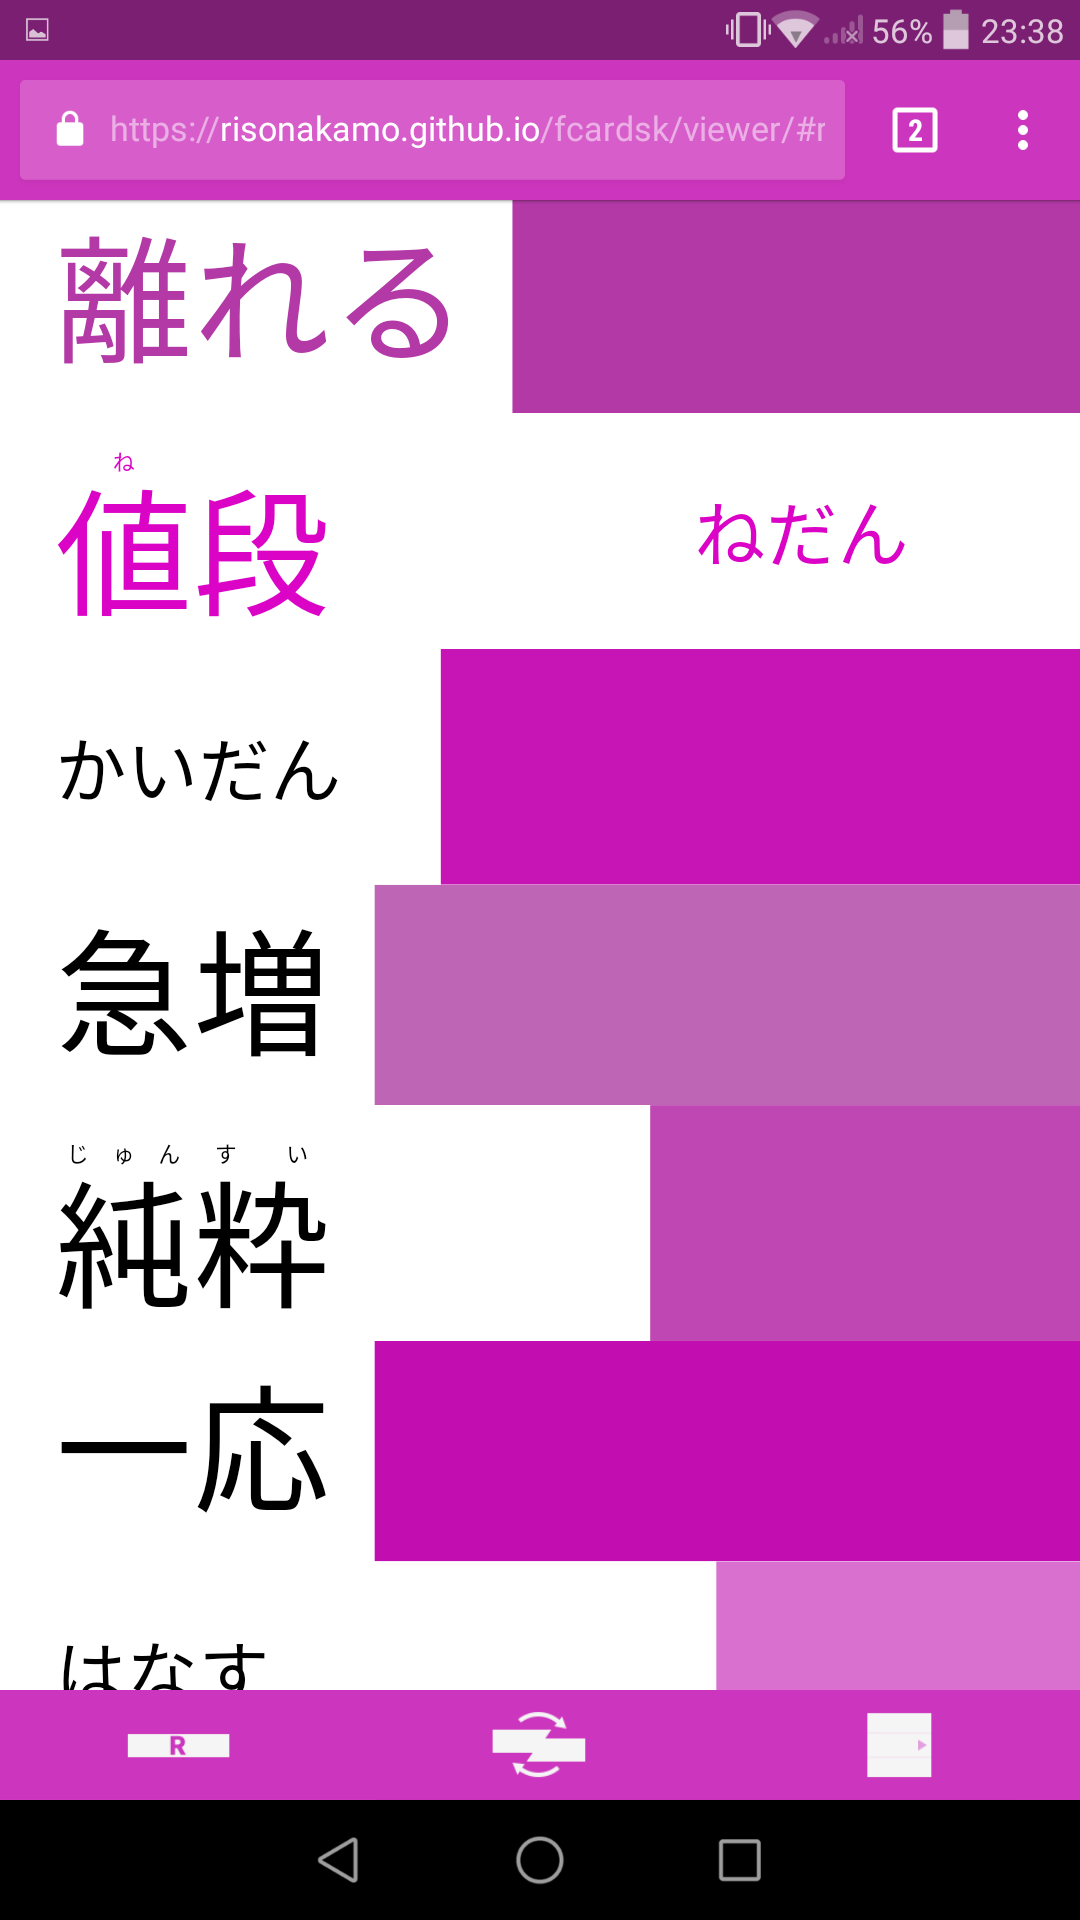 56% 23:38
https://risonakamo.github.io/fcardsk/viewer/#r
2
離れる
ね
値段
ねだん
かいだん
急増
じゅんすい
純粋
一応
はなす
R